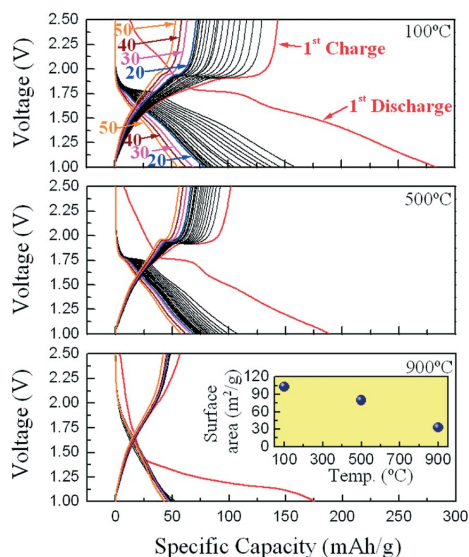 2.50
2.25
2.00
1.75
1.50
1.25
1.00
Voltage (V)
50
40
30
20
50
40
30
20
100ºC
1st Charge
1st Discharge
2.50
2.25
2.00
1.75
1.50
1.25
1.00
Voltage (V)
500ºC
2.50
2.25
2.00
1.75
1.50
1.25
1.00
Voltage (V)
900ºC
Surface
area (m²/g)
120
90
60
30
0
100 300 500 700 900
Temp. (ºC)
0 50 100 150 200 250 300
Specific Capacity (mAh/g)